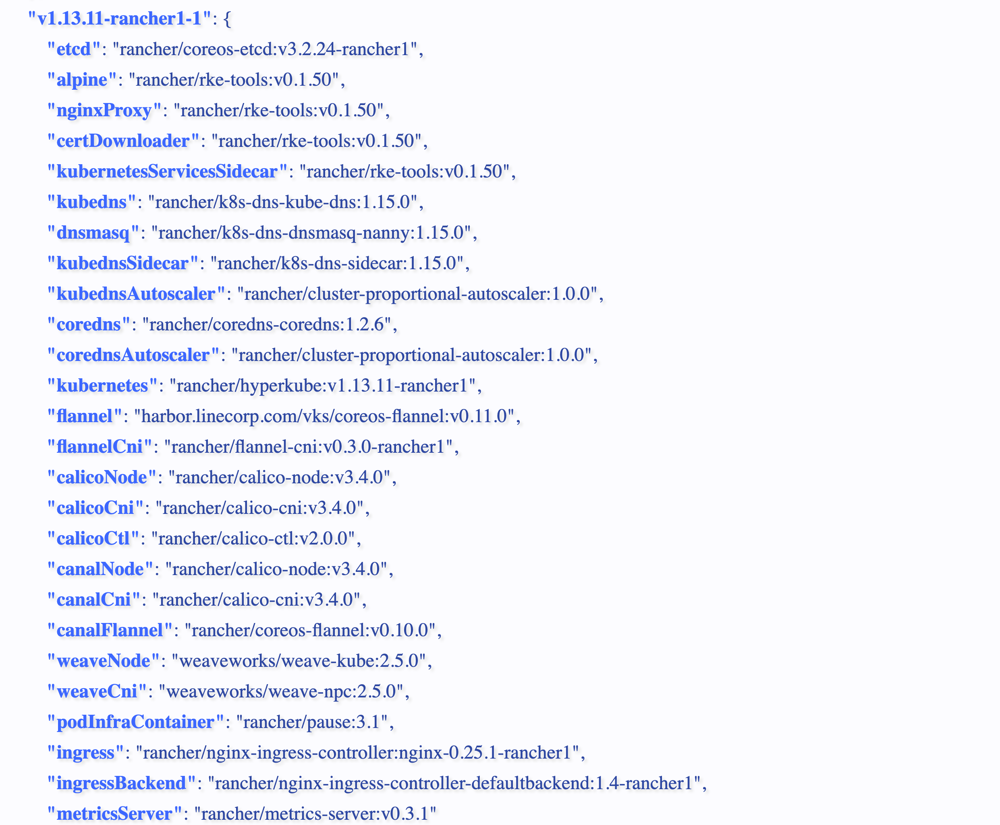 "v1.13.11-rancher1-1": {
"etcd": "rancher/coreos-etcd:v3.2.24-rancher1",
"alpine": "rancher/rke-tools:v0.1.50",
"nginxProxy": "rancher/rke-tools:v0.1.50",
"certDownloader": "rancher/rke-tools:v0.1.50",
"kubernetesServicesSidecar": "rancher/rke-tools:v0.1.50",
"kubedns": "rancher/k8s-dns-kube-dns:1.15.0",
"dnsmasq": "rancher/k8s-dns-dnsmasq-nanny:1.15.0",
"kubednsSidecar": "rancher/k8s-dns-sidecar:1.15.0",
"kubednsAutoscaler": "rancher/cluster-proportional-autoscaler:1.0.0",
"coredns": "rancher/coredns-coredns:1.2.6",
"corednsAutoscaler": "rancher/cluster-proportional-autoscaler:1.0.0",
"kubernetes": "rancher/hyperkube:v1.13.11-rancher1",
"flannel": "harbor.linecorp.com/vks/coreos-flannel:v0.11.0",
"flannelCni": "rancher/flannel-cni:v0.3.0-rancher1",
"calicoNode": "rancher/calico-node:v3.4.0",
"calicoCni": "rancher/calico-cni:v3.4.0",
"calicoCtl": "rancher/calico-ctl:v2.0.0",
"canalNode": "rancher/calico-node:v3.4.0",
"canalCni": "rancher/calico-cni:v3.4.0",
"canalFlannel": "rancher/coreos-flannel:v0.10.0",
"weaveNode": "weaveworks/weave-kube:2.5.0",
"weaveCni": "weaveworks/weave-npc:2.5.0",
"podInfraContainer": "rancher/pause:3.1",
"ingress": "rancher/nginx-ingress-controller:nginx-0.25.1-rancher1",
"ingressBackend": "rancher/nginx-ingress-controller-defaultbackend:1.4-rancher1",
"metricsServer": "rancher/metrics-server:v0.3.1"